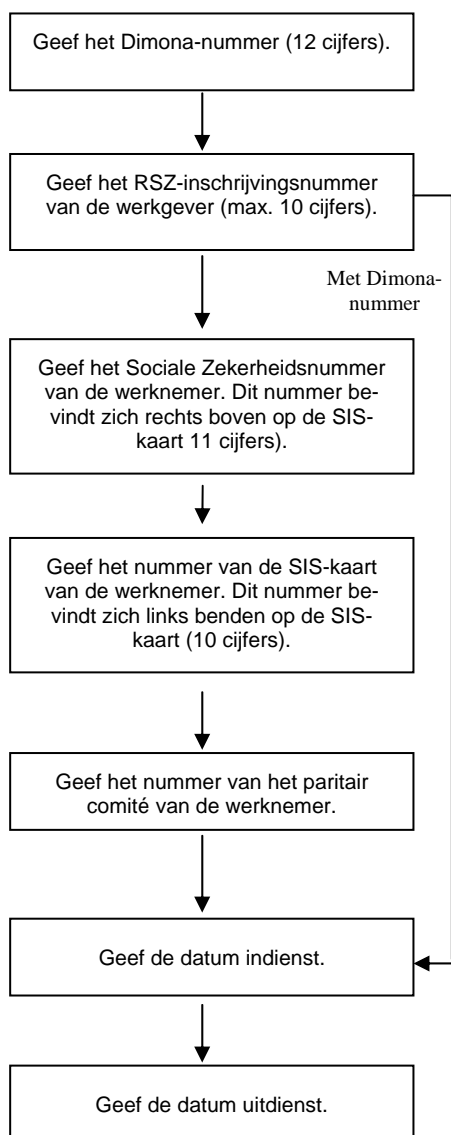 Geef het Dimona-nummer (12 cijfers).
Geef het RSZ-inschrijvingsnummer
van de werkgever (max. 10 cijfers).
Met Dimona-
nummer
Geef het Sociale Zekerheidsnummer
van de werknemer. Dit nummer be-
vindt zich rechts boven op de SIS-
kaart 11 cijfers).
Geef het nummer van de SIS-kaart
van de werknemer. Dit nummer be-
vindt zich links benden op de SIS-
kaart (10 cijfers).
Geef het nummer van het paritair
comité van de werknemer.
Geef de datum indienst.
Geef de datum uitdienst.